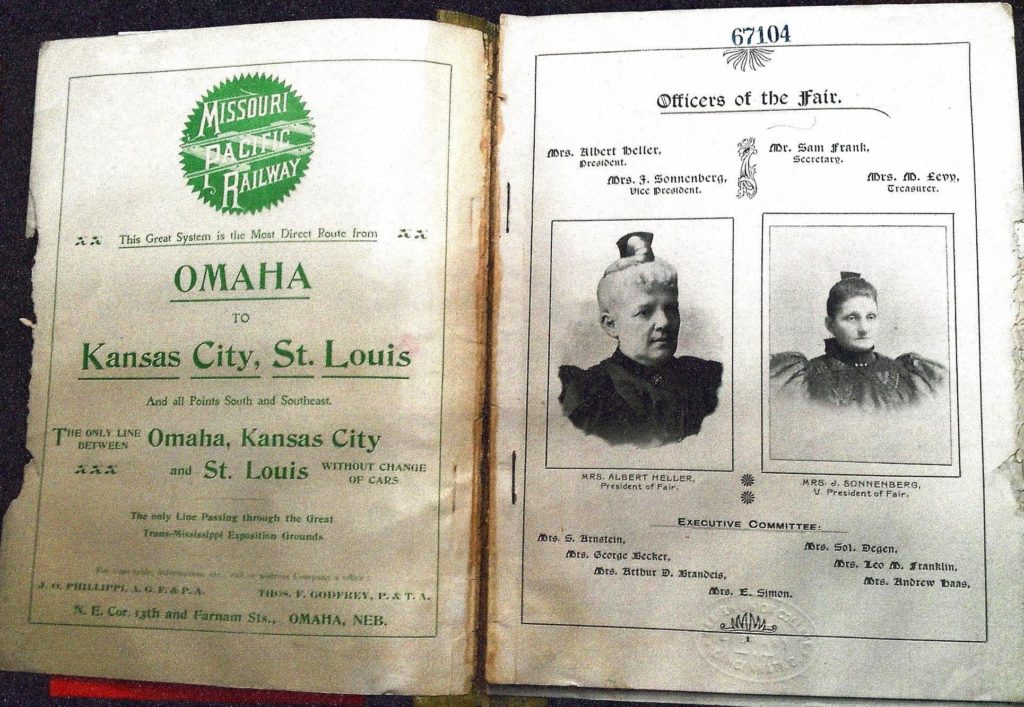 MISSOURI
PACIFIC
RAILWAY
This Great System is the Most Direct Route from
OMAHA
TO
Kansas City, St. Louis
And all Points South and Southeast.
THE ONLY LINE BETWEEN Omaha, Kansas City
and St. Louis WITHOUT CHANGE OF CARS
The only Line Passing through the Great
Trans-Mississippi Exposition Grounds.
J. O. PHILLIPPI, A. G. F. & P. A.
THOS. F. GODFREY, P. & T. A.
N. E. Cor. 13th and Farnam Sts., OMAHA, NEB.
67104
Officers of the Fair.
Mrs. Albert Heller,
President.
Mrs. J. Sonnenberg,
Vice President.
Mr. Sam Frank,
Secretary.
Mrs. M. Levy,
Treasurer.
MRS. ALBERT HELLER,
President of Fair.
MRS. J. SONNENBERG,
V. President of Fair.
EXECUTIVE COMMITTEE:
Mrs. S. Arnstein,
Mrs. George Becker,
Mrs. Arthur D. Brandeis,
Mrs. E. Simon.
Mrs. Sol. Degen,
Mrs. Leo M. Franklin,
Mrs. Andrew Haas,
1